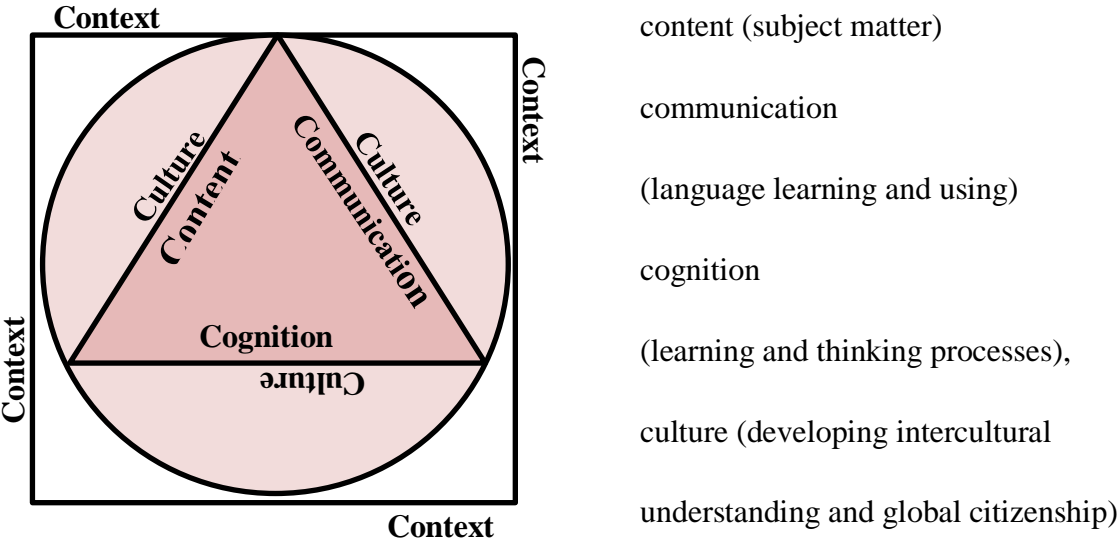 Context
Context
Culture
Content
Culture
Communication
Cognition
Culture
Context
Context
content (subject matter)
communication
(language learning and using)
cognition
(learning and thinking processes),
culture (developing intercultural
understanding and global citizenship)